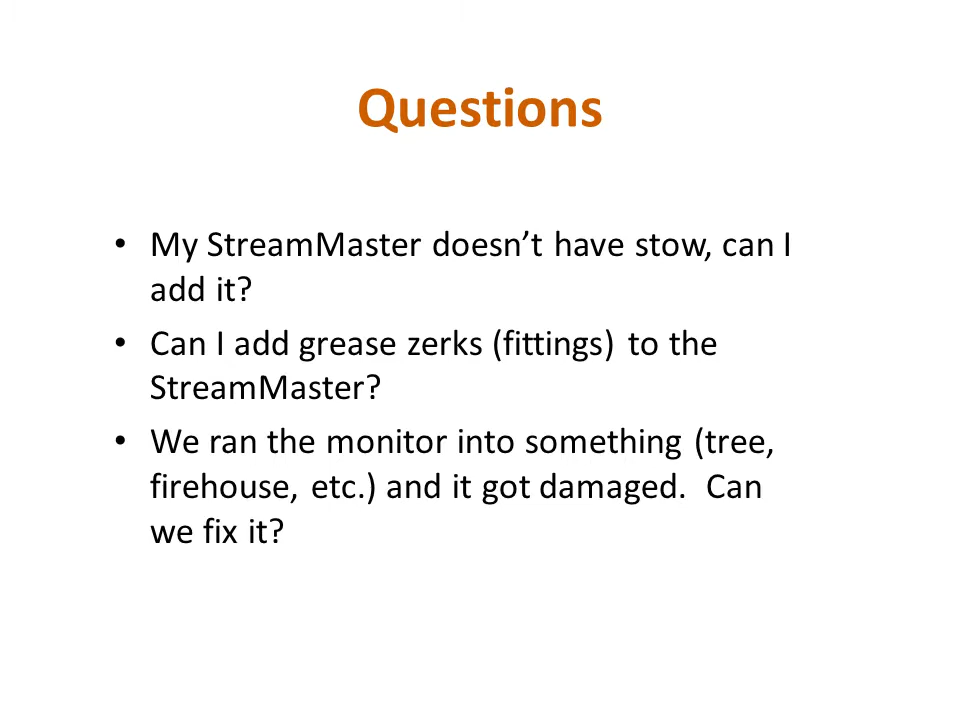 Questions
• My StreamMaster doesn’t have stow, can I
add it?
• Can I add grease zerks (fittings) to the
StreamMaster?
• We ran the monitor into something (tree,
firehouse, etc.) and it got damaged.  Can
we fix it?